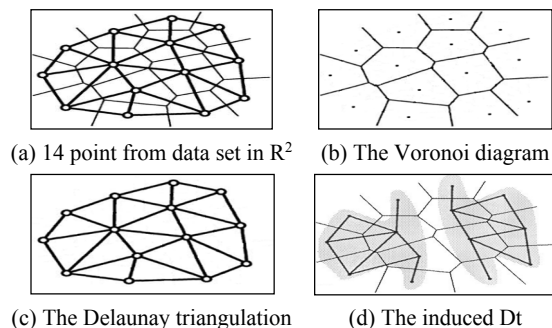 (a) 14 point from data set in R²
(b) The Voronoi diagram
(c) The Delaunay triangulation
(d) The induced Dt